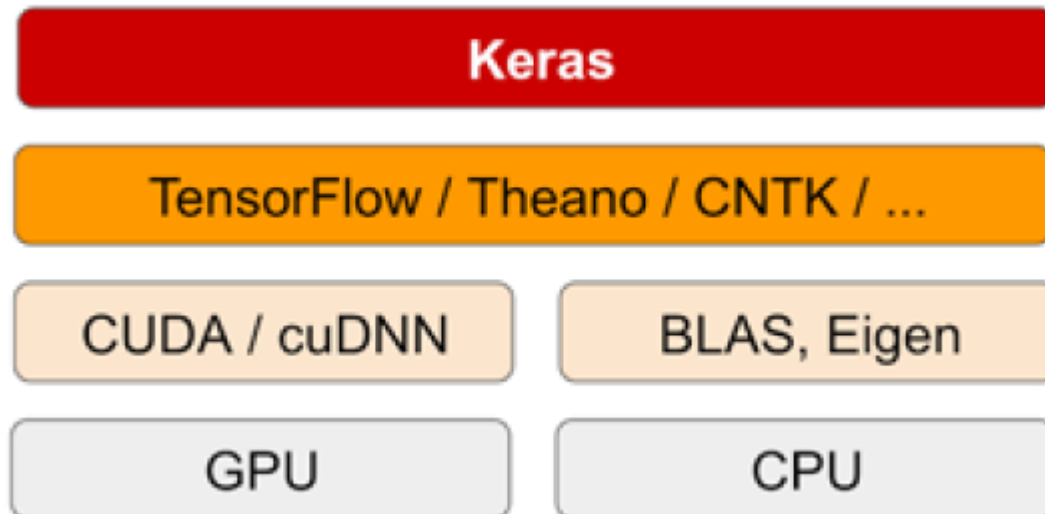 Keras
TensorFlow / Theano / CNTK / ...
CUDA / cuDNN
BLAS, Eigen
GPU
CPU